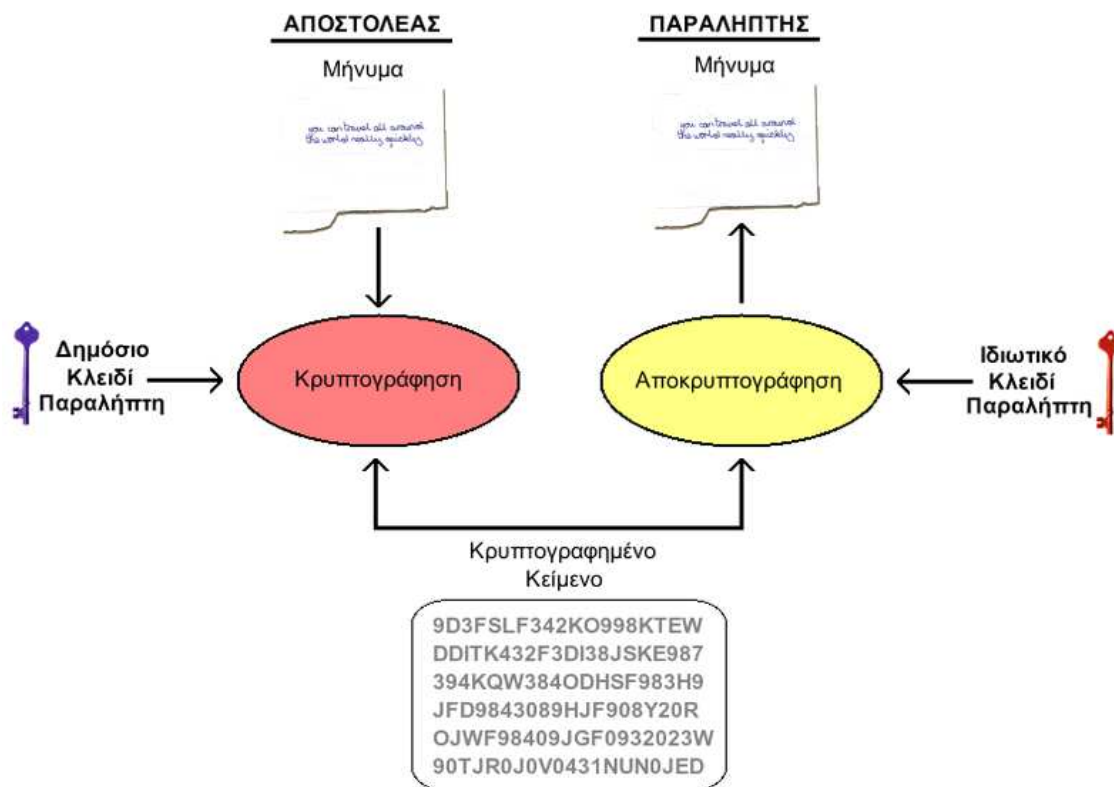 ΑΠΟΣΤΟΛΕΑΣ
ΠΑΡΑΛΗΠΤΗΣ
Μήνυμα
Μήνυμα
you can travel all around
the world really quickly
you can travel all around
the world really quickly
Δημόσιο
Κλειδί
Παραλήπτη
Κρυπτογράφηση
Αποκρυπτογράφηση
Ιδιωτικό
Κλειδί
Παραλήπτη
Κρυπτογραφημένο
Κείμενο
9D3FSLF342KO998KTEW
DDITK432F3DI38JSKE987
394KQW384ODHSF983H9
JFD9843089HJF908Y20R
OJWF98409JGF0932023W
90TJR0J0V0431NUN0JED